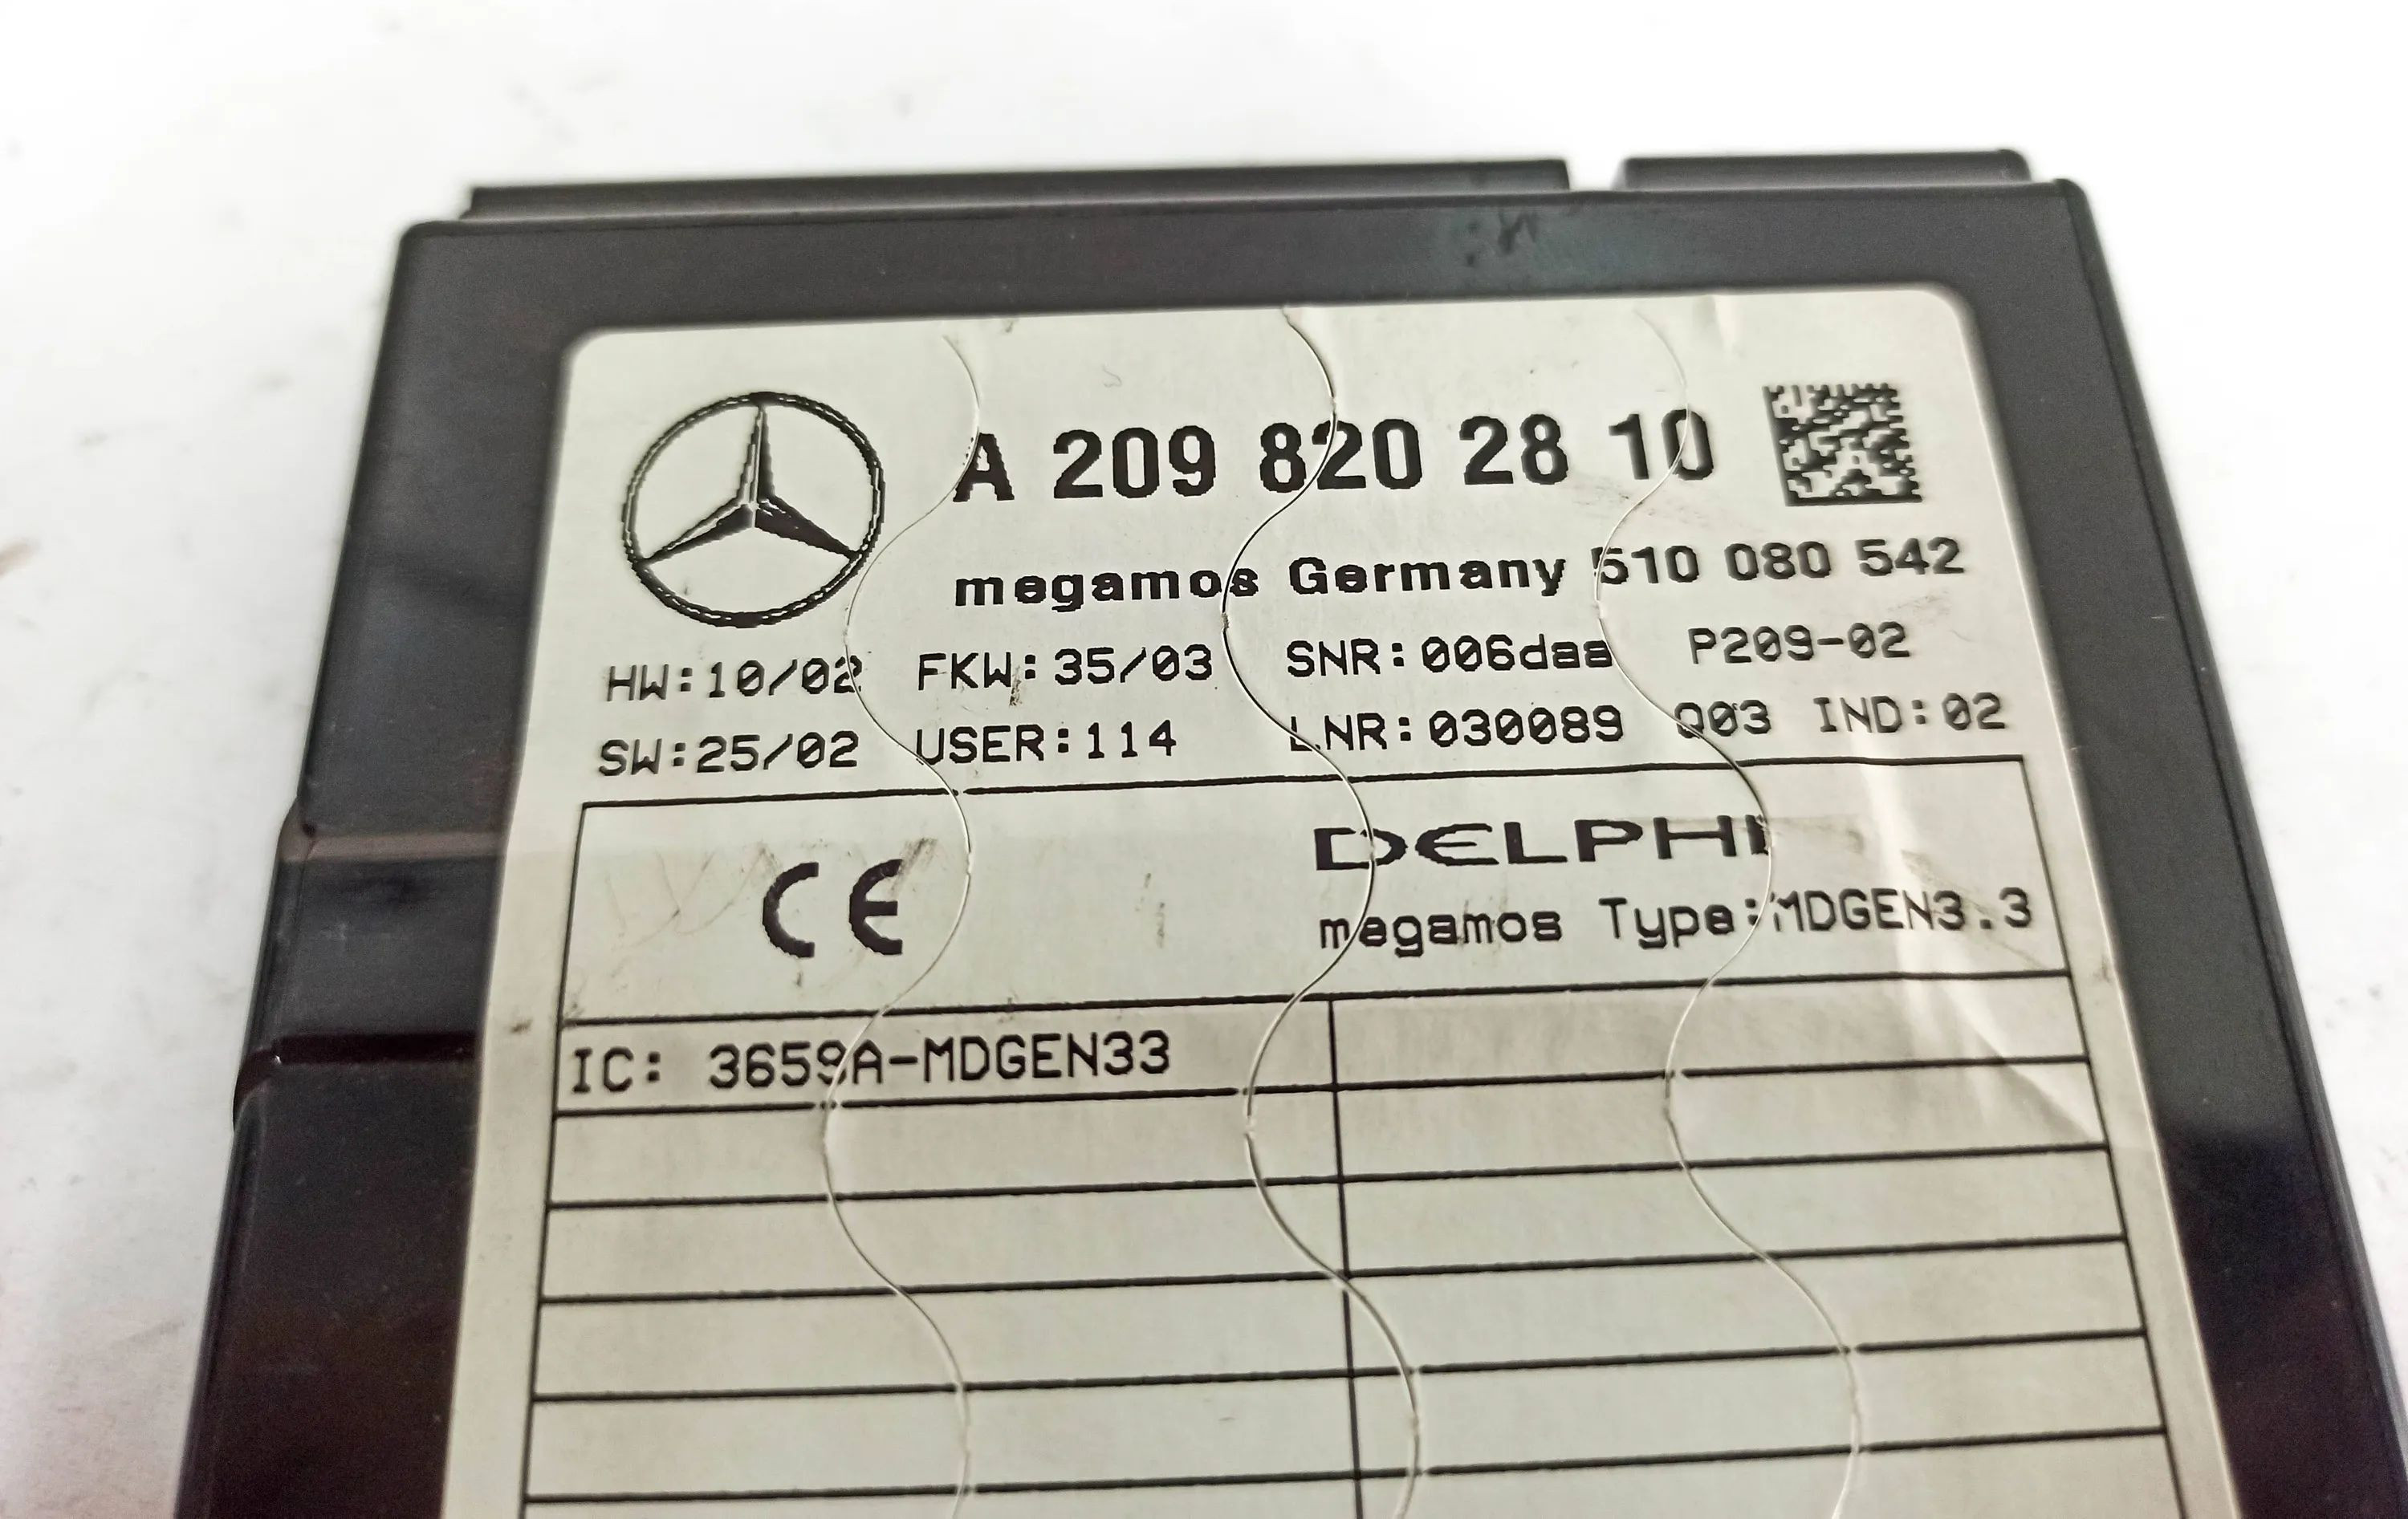 A 209 820 28 10
megamos Germany 510 080 542
HW:10/02 FKW:35/03 SNR:006daa P209-02
SW:25/02 USER:114 LNR:030089 Q03 IND:02
CE DELPHI
megamos Type:MDGEN3.3
IC: 3659A-MDGEN33